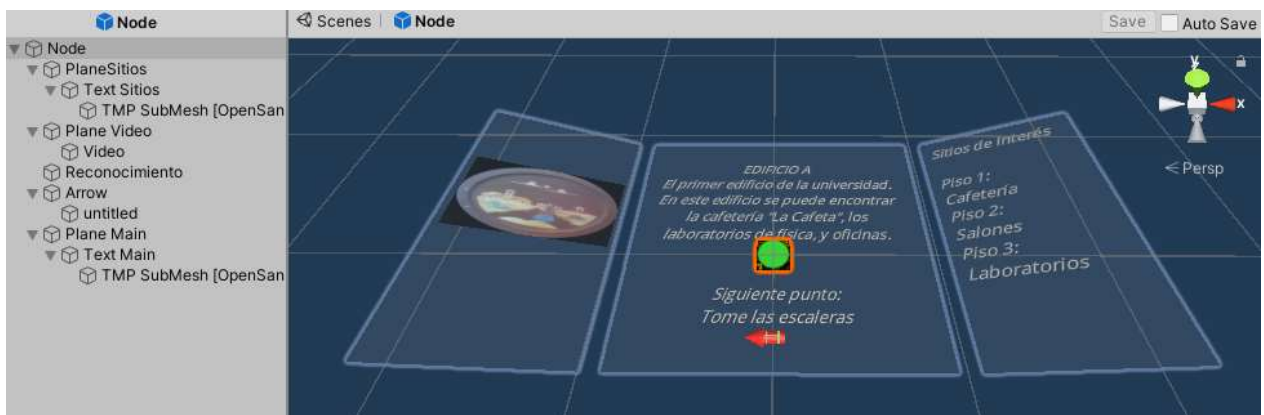 Node
Scenes
Node
Save
Auto Save
Node
PlaneSitios
Text Sitios
TMP SubMesh [OpenSan
Plane Video
Video
Reconocimiento
Arrow
untitled
Plane Main
Text Main
TMP SubMesh [OpenSan
EDIFICIO A
El primer edificio de la universidad.
En este edificio se puede encontrar
la cafetería "La Cafeta", los
laboratorios de física, y oficinas.
Siguiente punto:
Tome las escaleras
Sitios de Interés
Piso 1:
Cafetería
Piso 2:
Salones
Piso 3:
Laboratorios
y
x
Persp